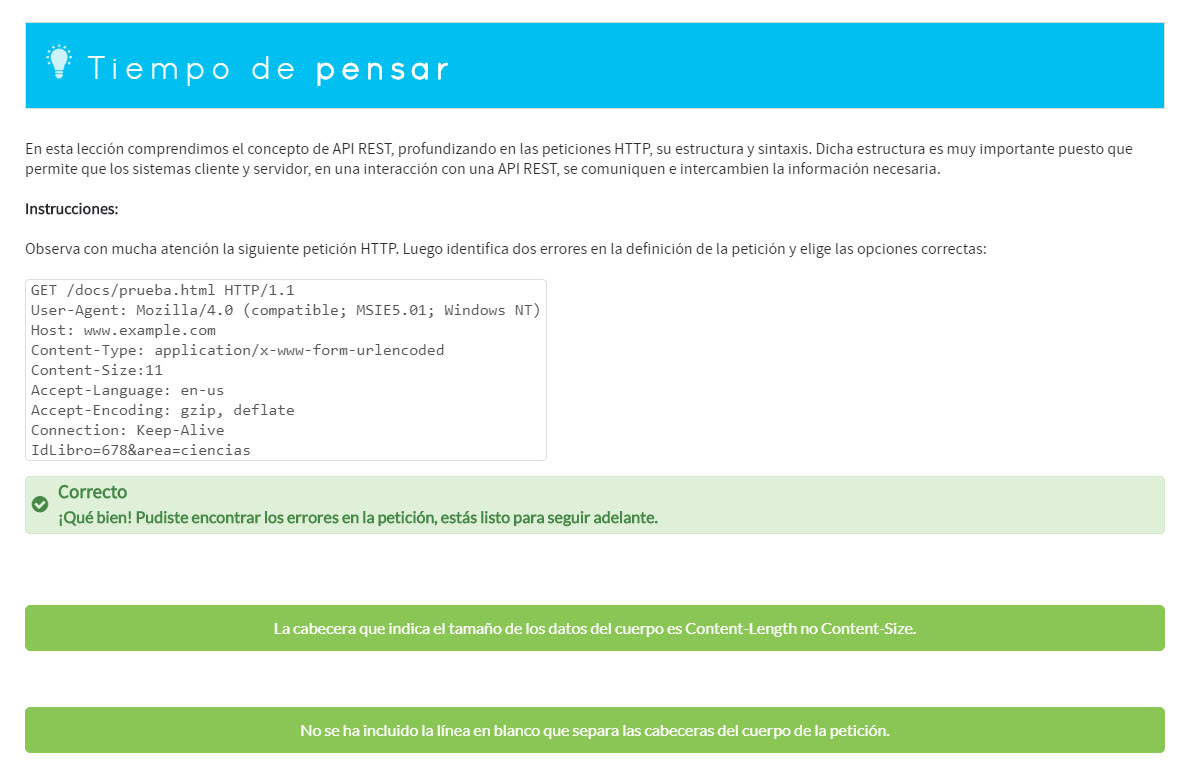 Tiempo de pensar
En esta lección comprendimos el concepto de API REST, profundizando en las peticiones HTTP, su estructura y sintaxis. Dicha estructura es muy importante puesto que
permite que los sistemas cliente y servidor, en una interacción con una API REST, se comuniquen e intercambien la información necesaria.
Instrucciones:
Observa con mucha atención la siguiente petición HTTP. Luego identifica dos errores en la definición de la petición y elige las opciones correctas:
GET /docs/prueba.html HTTP/1.1
User-Agent: Mozilla/4.0 (compatible; MSIE5.01; Windows NT)
Host: www.example.com
Content-Type: application/x-www-form-urlencoded
Content-Size:11
Accept-Language: en-us
Accept-Encoding: gzip, deflate
Connection: Keep-Alive
IdLibro=678&area=ciencias
Correcto
¡Qué bien! Pudiste encontrar los errores en la petición, estás listo para seguir adelante.
La cabecera que indica el tamaño de los datos del cuerpo es Content-Length no Content-Size.
No se ha incluido la línea en blanco que separa las cabeceras del cuerpo de la petición.